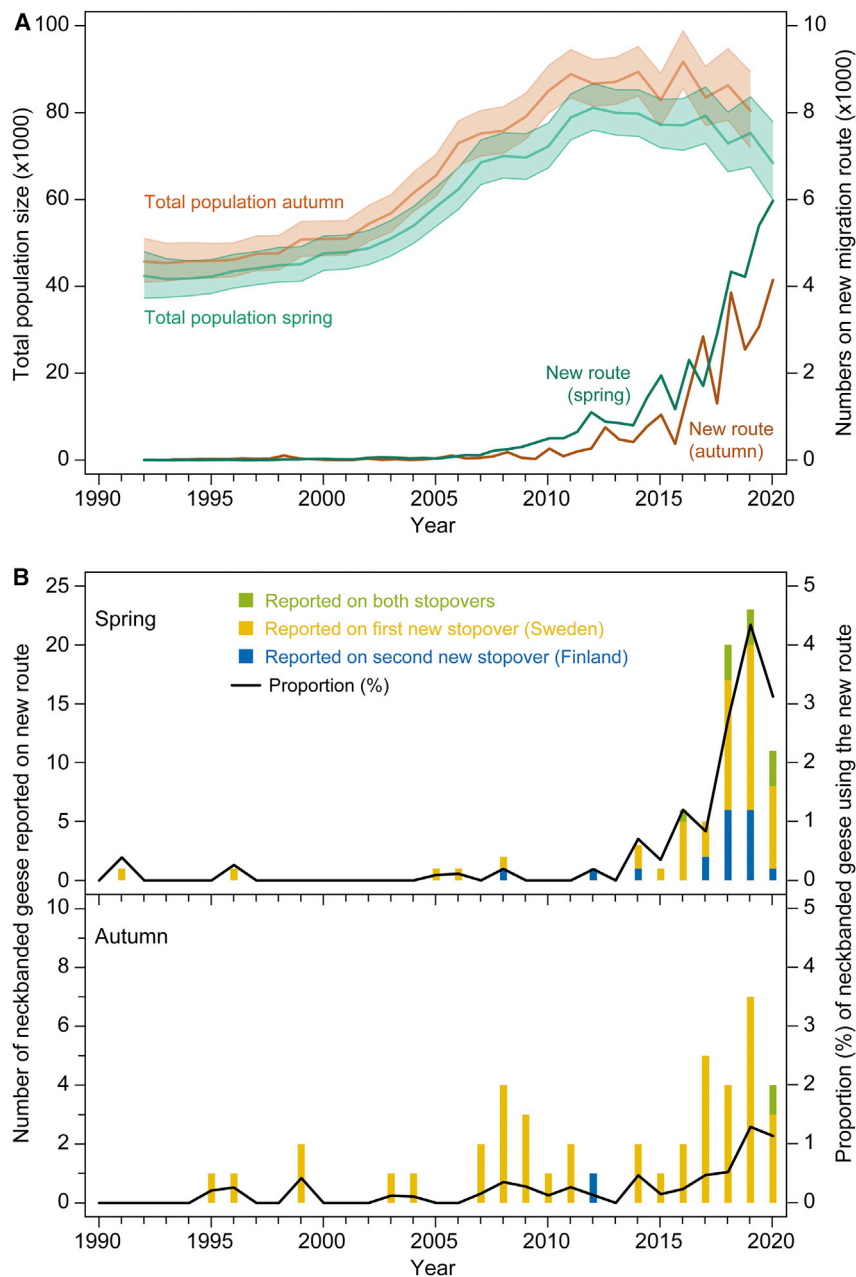 A
Total population size (x1000)
100
80
60
40
20
0
Total population autumn
Total population spring
New route
(spring)
New route
(autumn)
10
8
6
4
2
0
Numbers on new migration route (x1000)
1990
1995
2000
2005
2010
2015
2020
Year
B
Number of neckbanded geese reported on new route
25
20
15
10
5
0
Spring
Reported on both stopovers
Reported on first new stopover (Sweden)
Reported on second new stopover (Finland)
Proportion (%)
5
4
3
2
1
0
Proportion (%) of neckbanded geese using the new route
10
8
6
4
2
0
Autumn
5
4
3
2
1
0
1990
1995
2000
2005
2010
2015
2020
Year